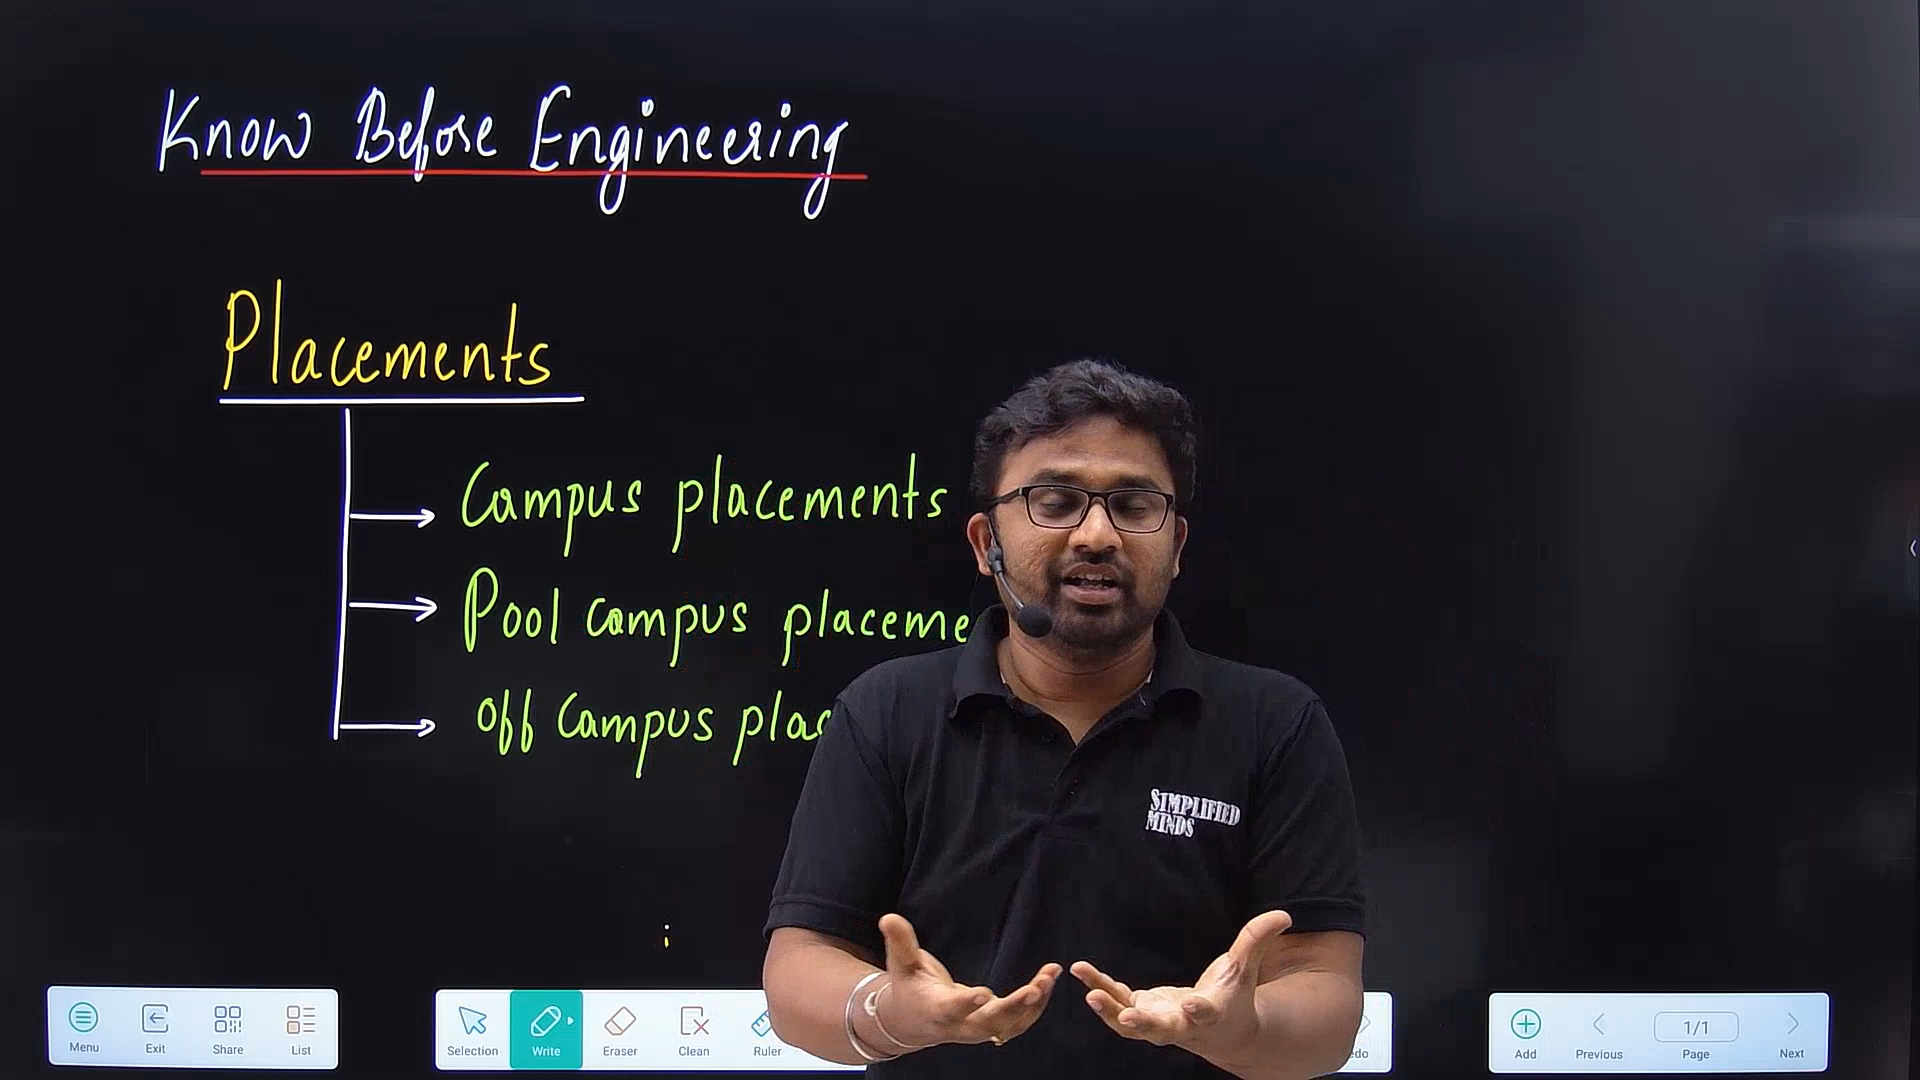 Know Before Engineering
Placements
Campus placements
Pool campus placeme
Off campus plac
SIMPLIFIED
MINDS
Menu
Exit
Share
List
Selection
Write
Eraser
Clean
Ruler
edo
Add
Previous
1/1
Page
Next